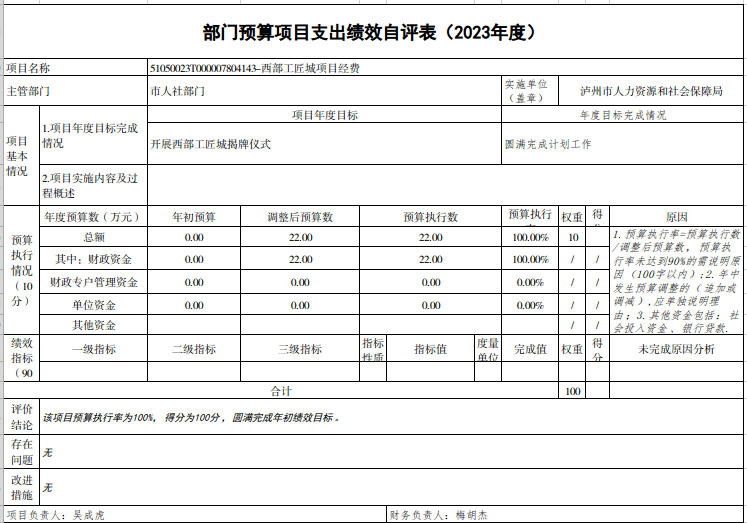 部门预算项目支出绩效自评表（2023年度）
项目名称 51050023T000007804143-西部工匠城项目经费
主管部门 市人社部门 实施单位（盖章） 泸州市人力资源和社会保障局
项目基本情况 1.项目年度目标完成情况 项目年度目标 年度目标完成情况
开展西部工匠城揭牌仪式 圆满完成计划工作
2.项目实施内容及过程概述
预算执行情况（10分） 年度预算数（万元） 年初预算 调整后预算数 预算执行数 预算执行 权重 得 原因
总额 0.00 22.00 22.00 100.00% 10
其中：财政资金 0.00 22.00 22.00 100.00% / /
财政专户管理资金 0.00 0.00 0.00 0.00% / /
单位资金 0.00 0.00 0.00 0.00% / /
其他资金 / /
1.预算执行率=预算执行数
/调整后预算数，预算执
行率未达到90%的需说明原
因（100字以内）;2.年中
发生预算调整的（追加或
调减）,应单独说明理
由；3.其他资金包括：社
会投入资金、银行贷款.
绩效指标（90 一级指标 二级指标 三级指标 指标性质 指标值 度量单位 完成值 权重 得分 未完成原因分析
合计 100
评价结论 该项目预算执行率为100%，得分为100分，圆满完成年初绩效目标。
存在问题 无
改进措施 无
项目负责人：吴成虎 财务负责人：梅胡杰